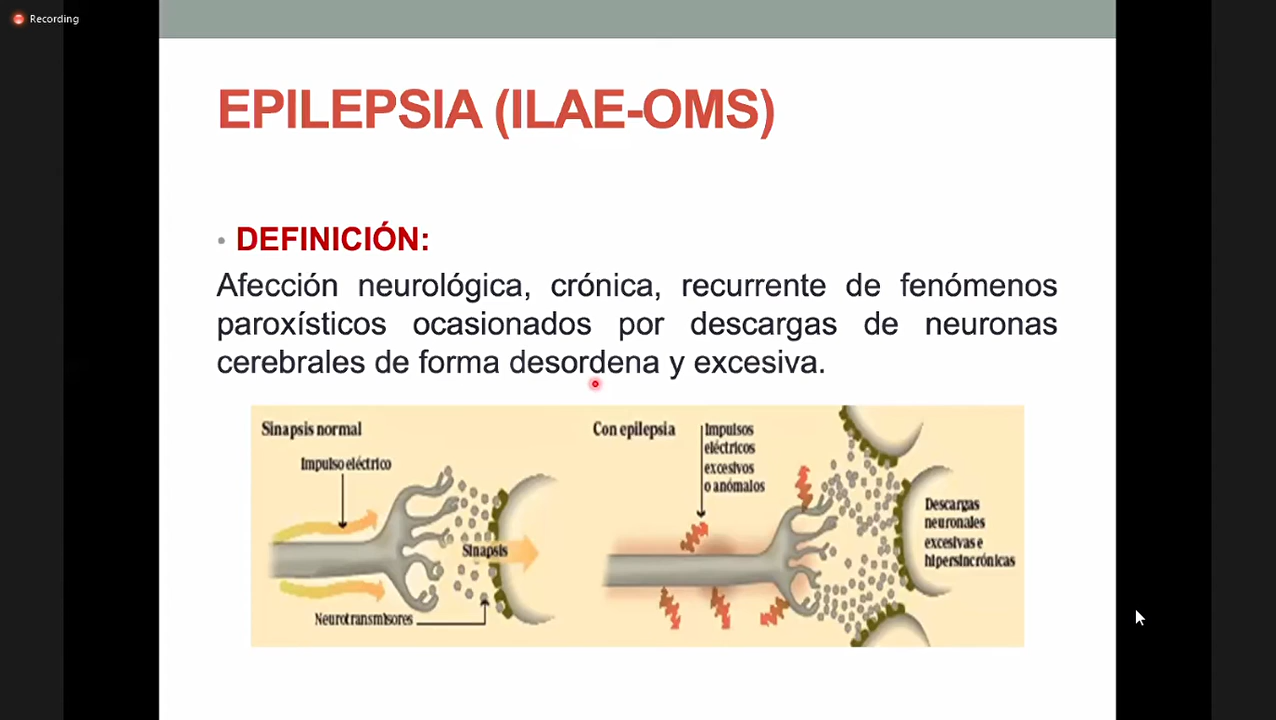 Recording
EPILEPSIA (ILAE-OMS)
• DEFINICIÓN:
Afección neurológica, crónica, recurrente de fenómenos
paroxísticos ocasionados por descargas de neuronas
cerebrales de forma desordena y excesiva.
Sinapsis normal
Impulso eléctrico
Sinapsis
Neurotransmisores
Con epilepsia
Impulsos
eléctricos
excesivos
o anómalos
Descargas
neuronales
excesivas e
hipersincrónicas